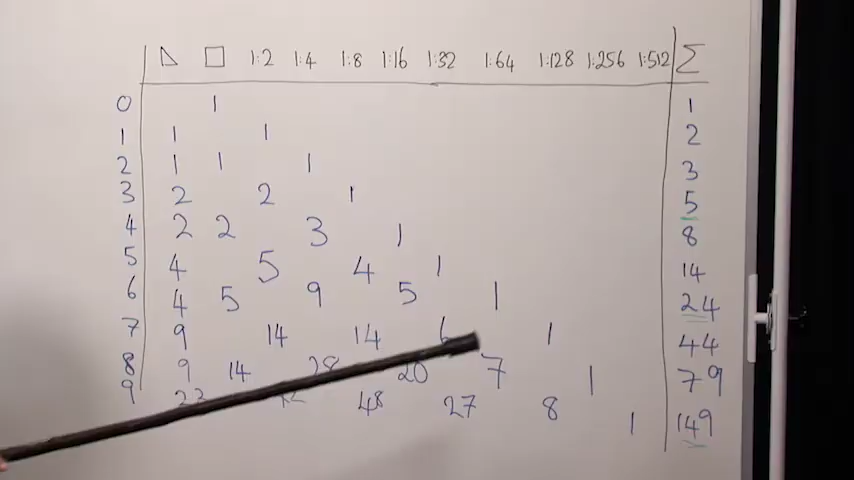 1:2 1:4 1:8 1:16 1:32 1:64 1:128 1:256 1:512 Σ
0 1 1
1 1 1 2
2 1 1 1 3
3 2 2 1 5
4 2 2 3 1 8
5 4 5 4 1 14
6 4 5 9 5 1 24
7 9 14 14 6 1 44
8 9 14 28 20 7 1 79
9 48 27 8 1 149